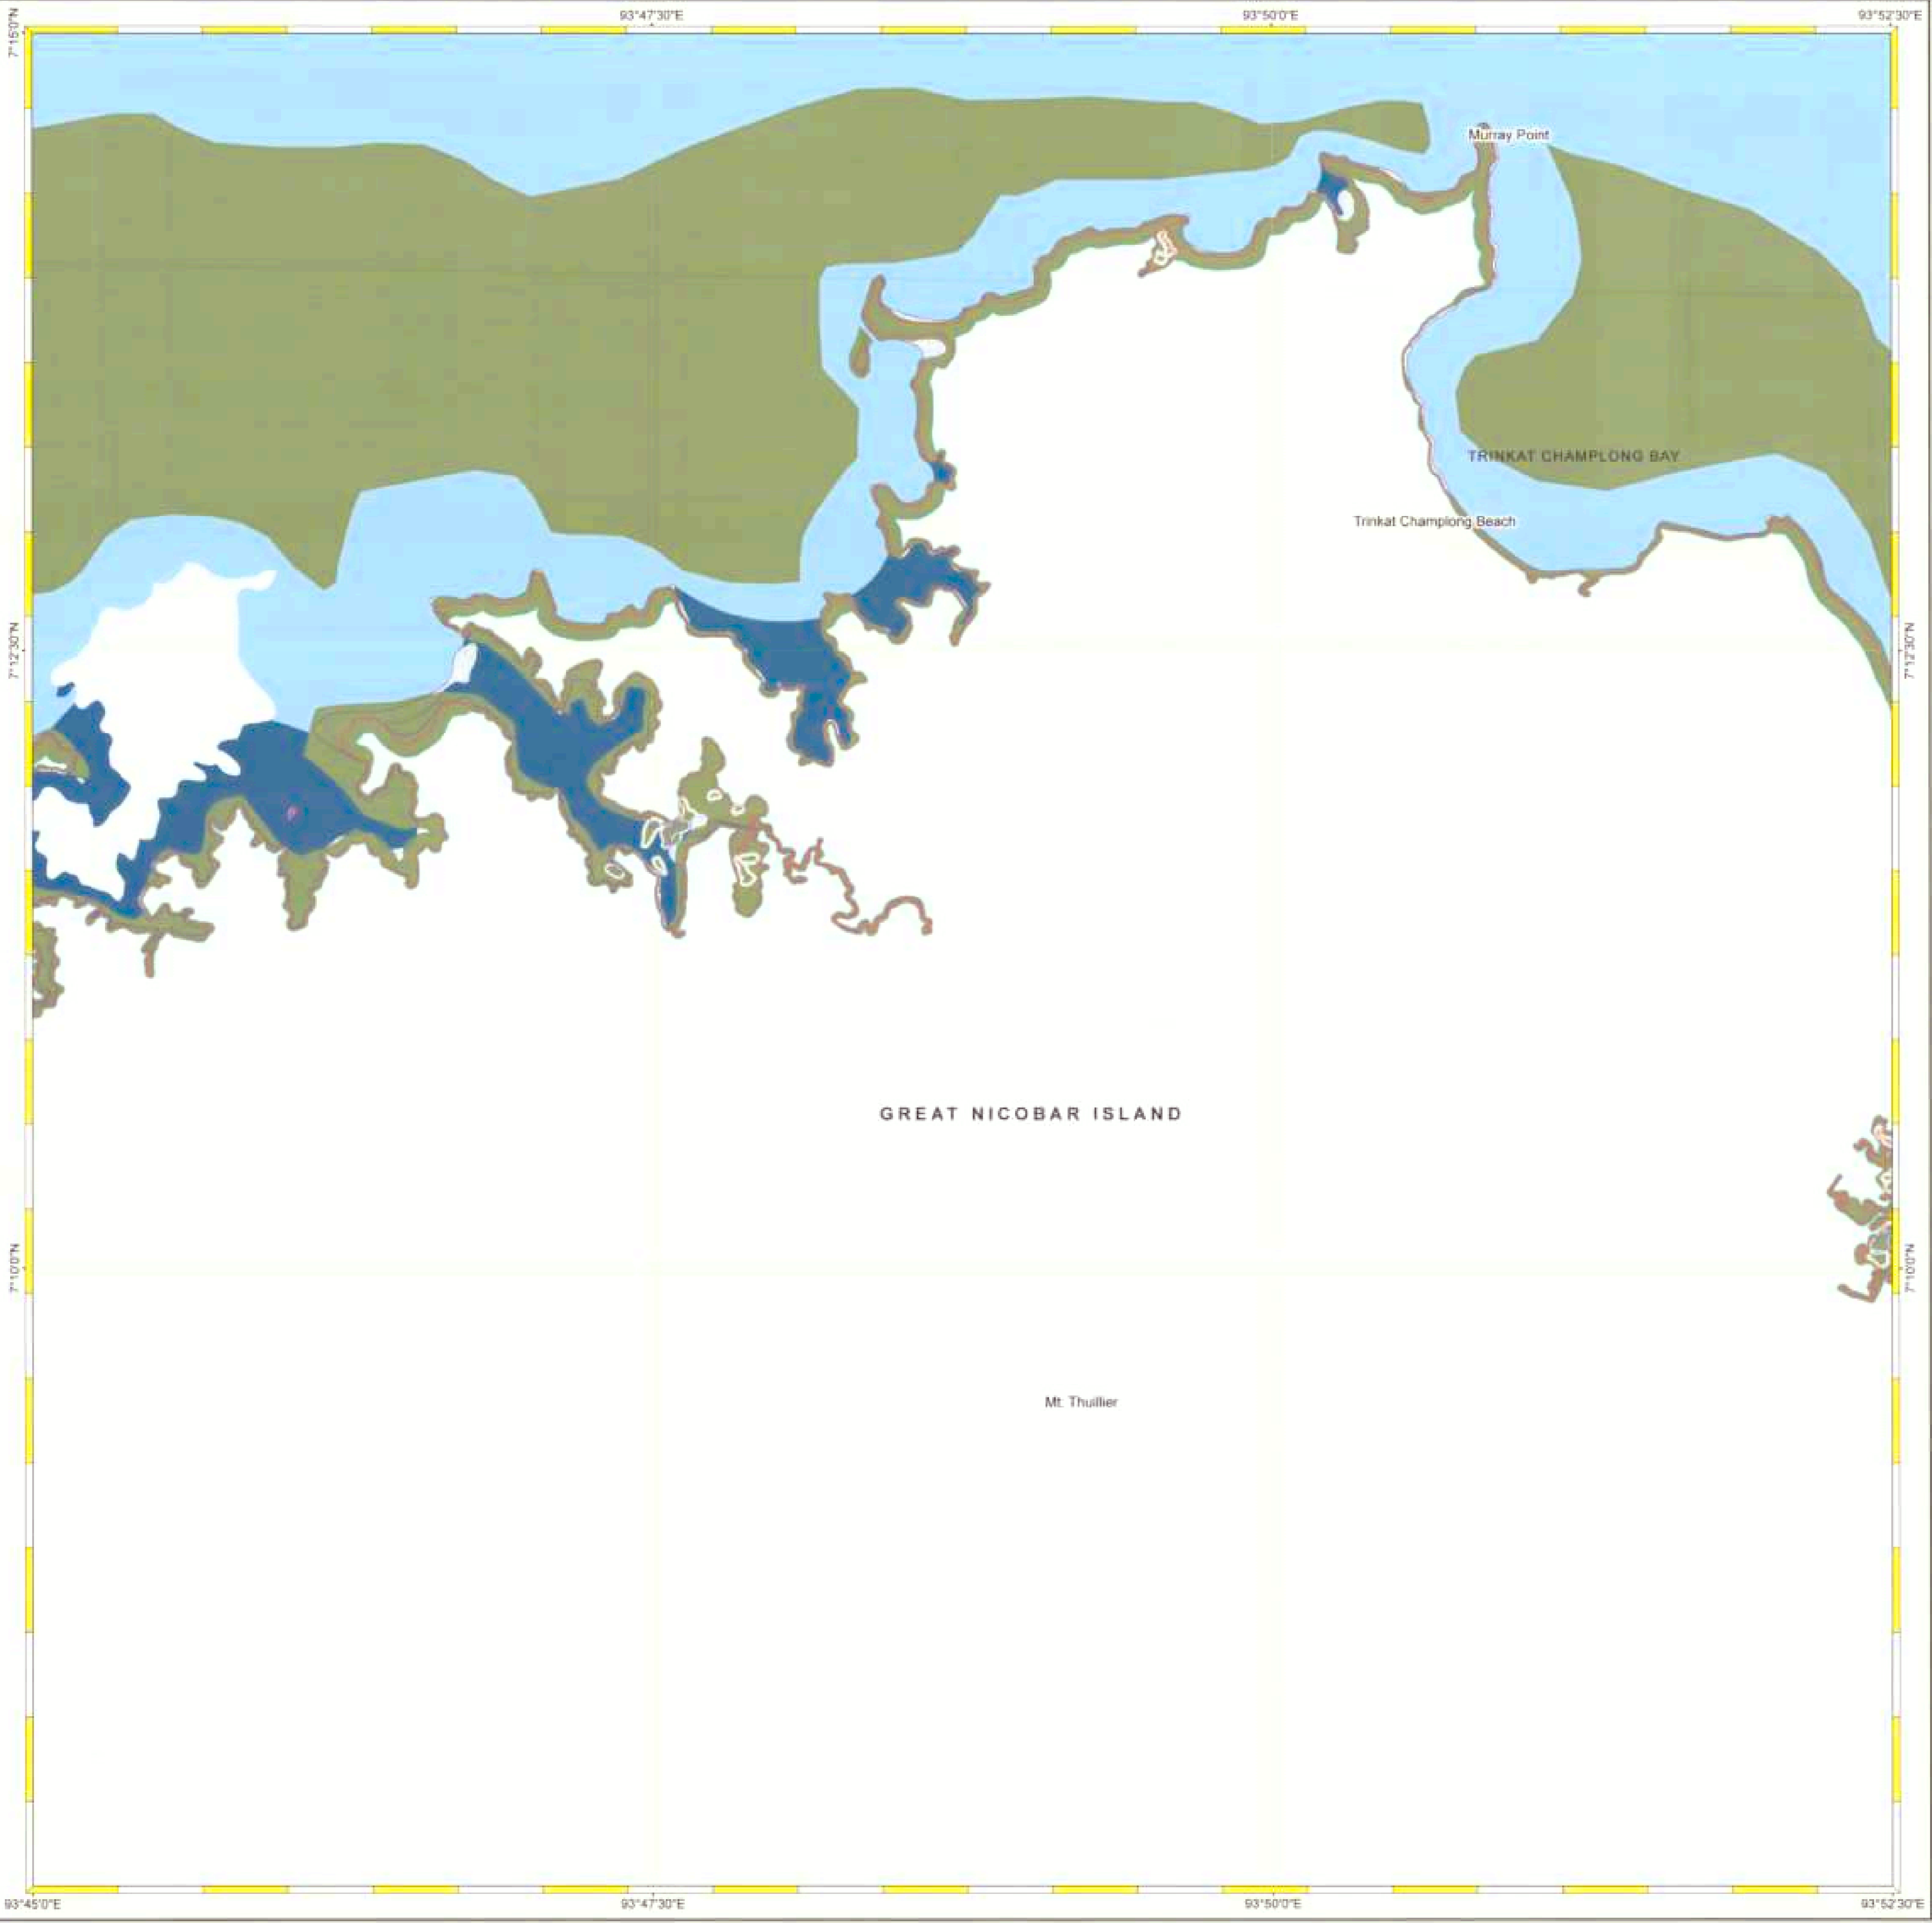 93°47'30"E
93°50'0"E
93°52'30"E
7°15'0"N
Murray Point
TRINKAT CHAMPLONG BAY
Trinkat Champlong Beach
7°12'30"N
7°12'30"N
GREAT NICOBAR ISLAND
7°10'0"N
7°10'0"N
Mt. Thuillier
93°45'0"E
93°47'30"E
93°50'0"E
93°52'30"E